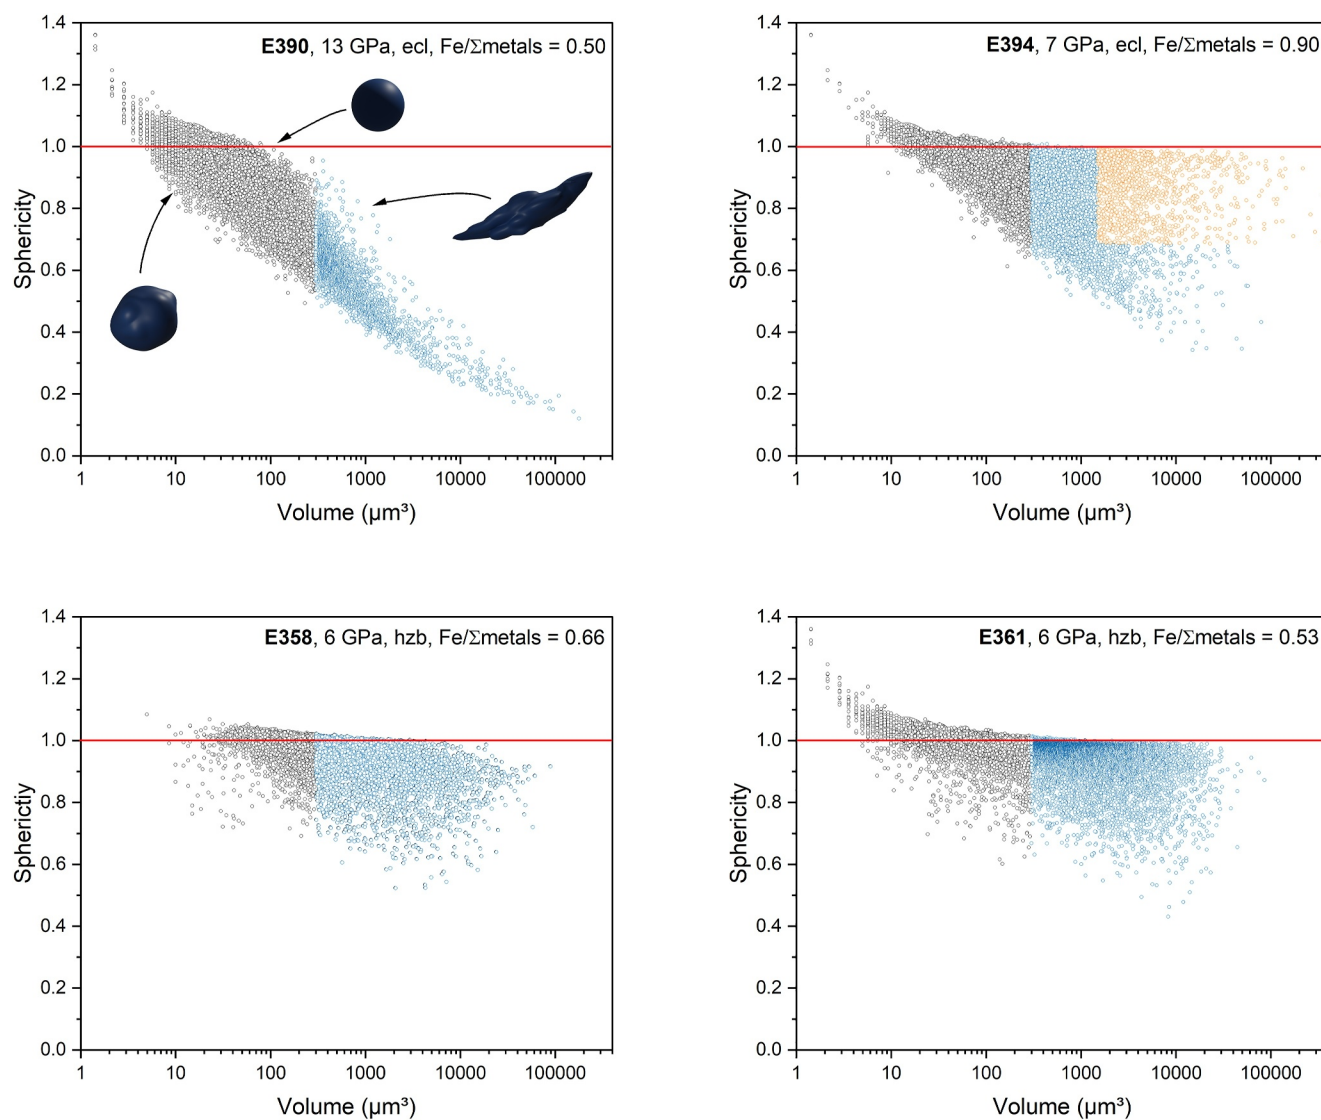 E390, 13 GPa, ecl, Fe/Σmetals = 0.50
1.4
1.2
1.0
0.8
0.6
0.4
0.2
0.0
Sphericity
1 10 100 1000 10000 100000
Volume (µm³)
E394, 7 GPa, ecl, Fe/Σmetals = 0.90
1.4
1.2
1.0
0.8
0.6
0.4
0.2
0.0
Sphericity
1 10 100 1000 10000 100000
Volume (µm³)
E358, 6 GPa, hzb, Fe/Σmetals = 0.66
1.4
1.2
1.0
0.8
0.6
0.4
0.2
0.0
Sphericitiy
1 10 100 1000 10000 100000
Volume (µm³)
E361, 6 GPa, hzb, Fe/Σmetals = 0.53
1.4
1.2
1.0
0.8
0.6
0.4
0.2
0.0
Sphericity
1 10 100 1000 10000 100000
Volume (µm³)